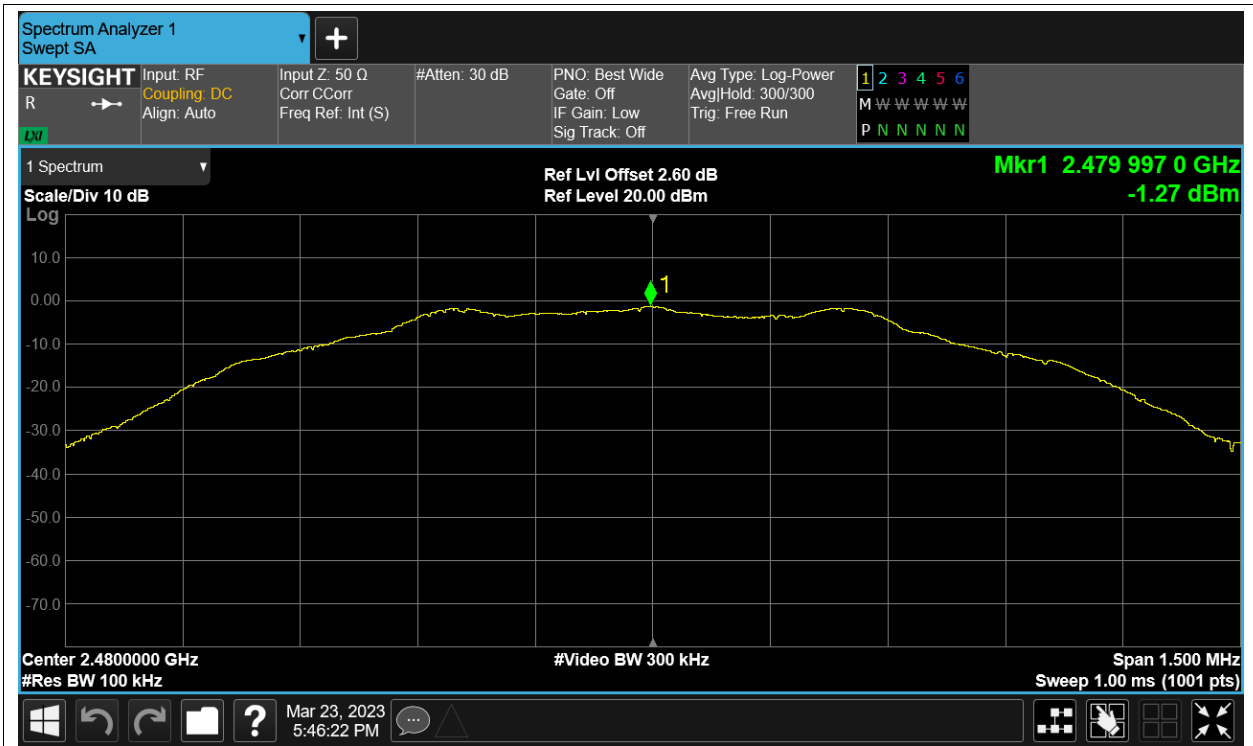 Spectrum Analyzer 1
Swept SA
KEYSIGHT
R
LXI
Input: RF
Coupling: DC
Align: Auto
Input Z: 50 Ω
Corr CCorr
Freq Ref: Int (S)
#Atten: 30 dB
PNO: Best Wide
Gate: Off
IF Gain: Low
Sig Track: Off
Avg Type: Log-Power
Avg|Hold: 300/300
Trig: Free Run
1 2 3 4 5 6
M W W W W W
P N N N N N
1 Spectrum
Scale/Div 10 dB
Log
Ref Lvl Offset 2.60 dB
Ref Level 20.00 dBm
Mkr1 2.479 997 0 GHz
-1.27 dBm
1
10.0
0.00
-10.0
-20.0
-30.0
-40.0
-50.0
-60.0
-70.0
Center 2.4800000 GHz
#Res BW 100 kHz
#Video BW 300 kHz
Span 1.500 MHz
Sweep 1.00 ms (1001 pts)
?
Mar 23, 2023
5:46:22 PM